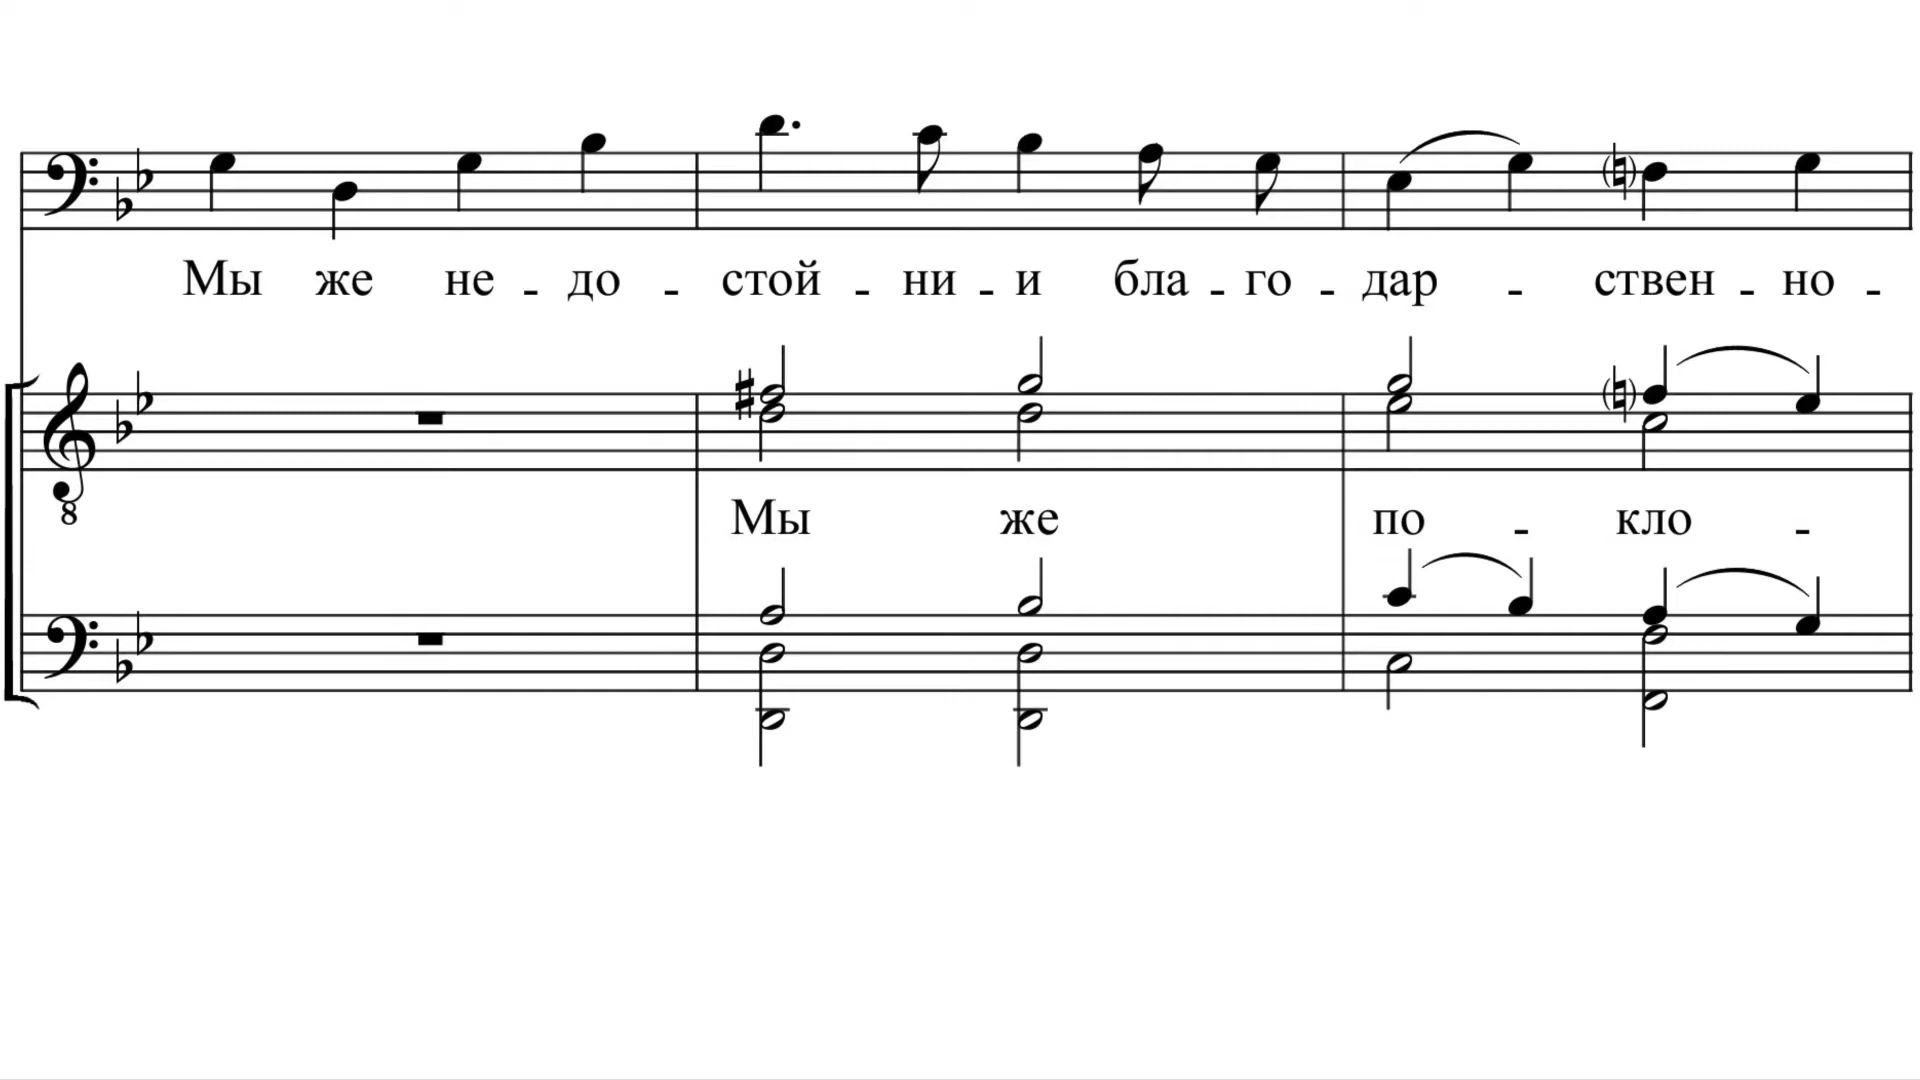 Мы же не - до - стой - ни - и бла - го - дар - ствен - но -
Мы же по - кло -